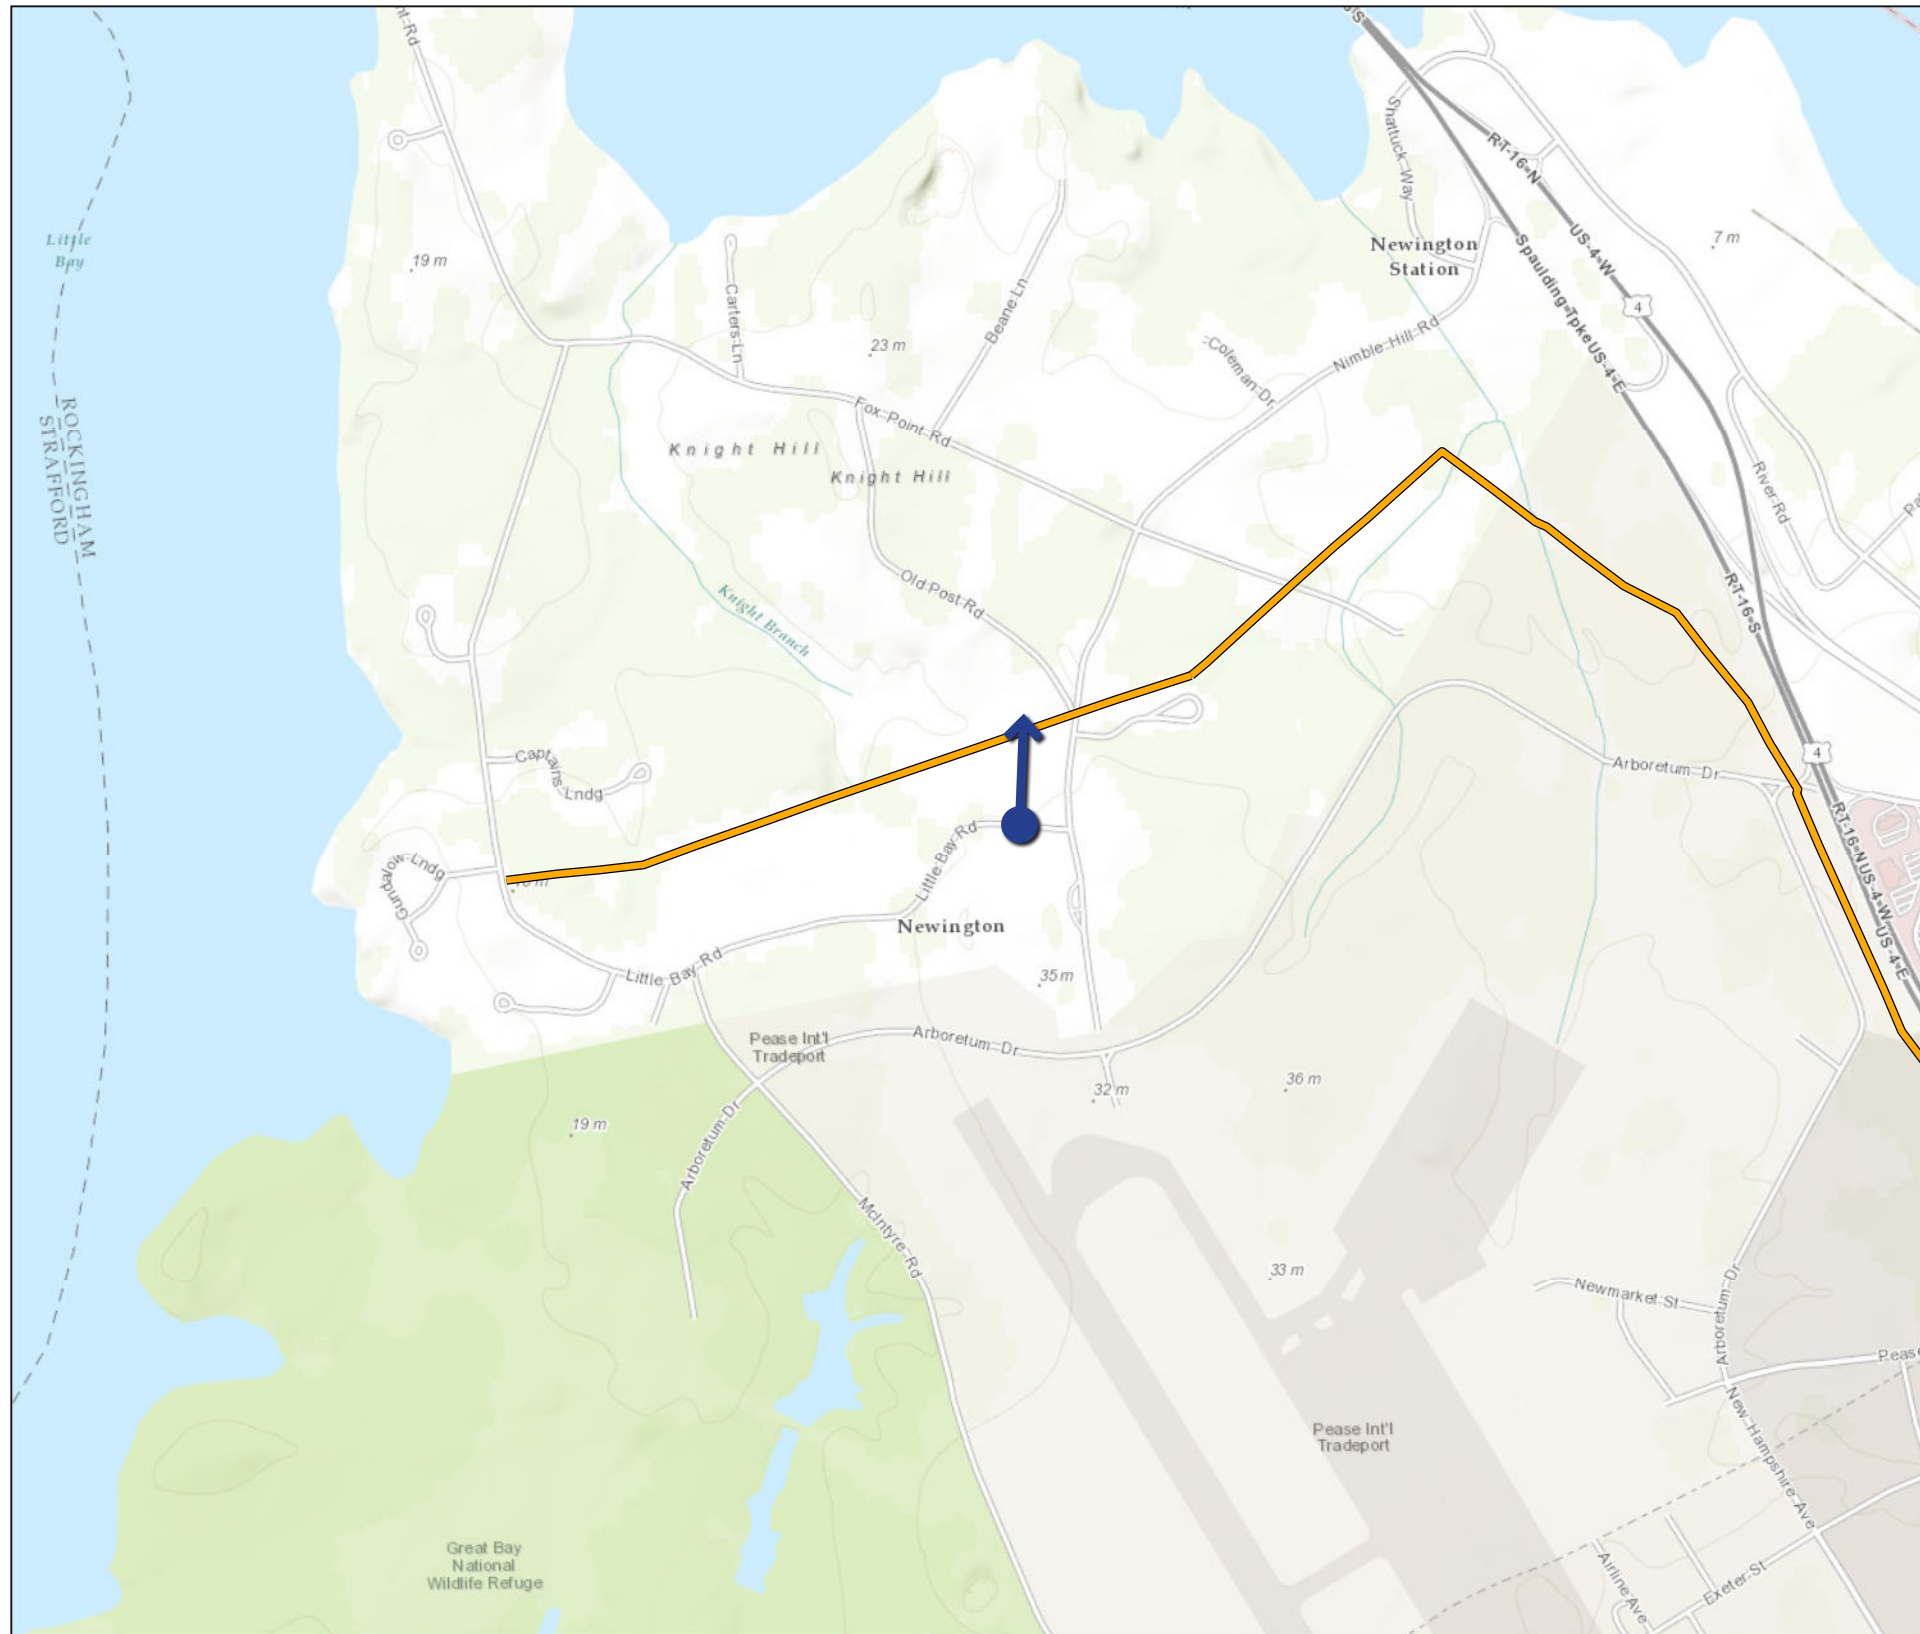 nt-Rd
S
RT-16-N
Shattuck-Way
US-4-W
7 m
Little
Bay
Newington
Station
19 m
Spaulding-Tpke
US-4-E
4
Carters-Ln
Beane-Ln
23 m
Nimble-Hill-Rd
Coleman-Dr
Fox-Point-Rd
ROCKINGHAM
STRAFFORD
Knight Hill
Knight Hill
River-Rd
Pa
Old-Post-Rd
Knight Branch
RT-16-S
Captains-Lndg
4
Arboretum-Dr
Gundalow-Lndg
Little-Bay-Rd
RT-16-N
US-4-W
US-4-E
Newington
Little-Bay-Rd
35 m
Pease Int'l
Tradeport
Arboretum-Dr
32 m
36 m
19 m
Arboretum-Dr
McIntyre-Rd
33 m
Newmarket-St
Arboretum-Dr
Pease
New-Hampshire-Ave
Pease Int'l
Tradeport
Great Bay
National
Wildlife Refuge
Airline-Ave
Exeter-St